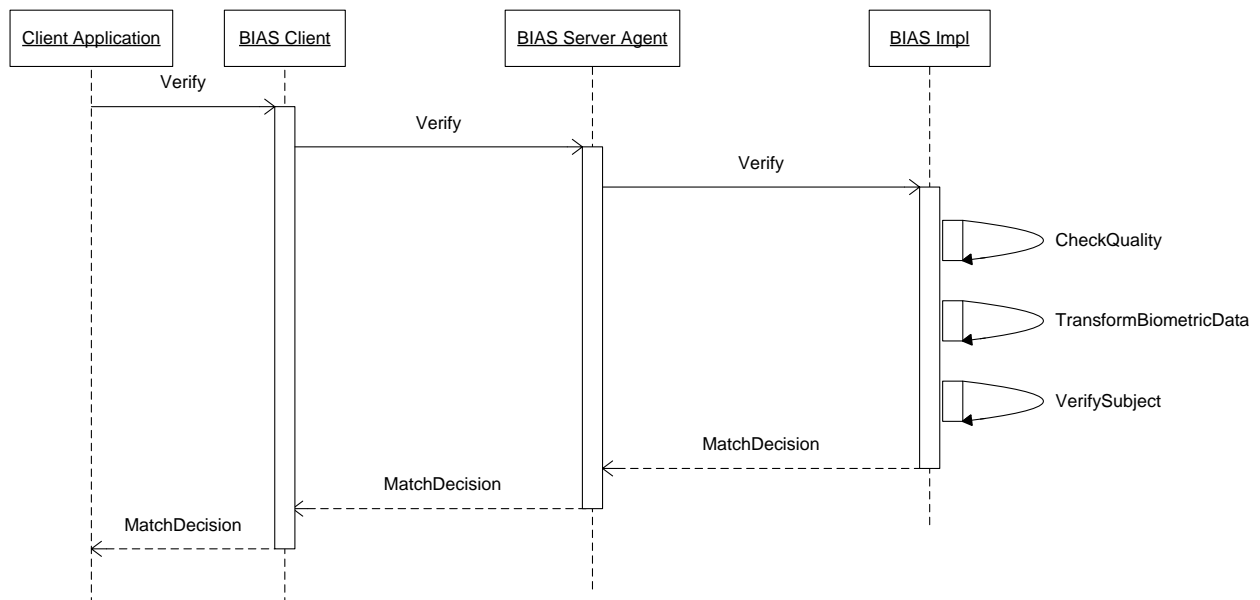 Client Application
BIAS Client
BIAS Server Agent
BIAS Impl
Verify
Verify
Verify
CheckQuality
TransformBiometricData
VerifySubject
MatchDecision
MatchDecision
MatchDecision